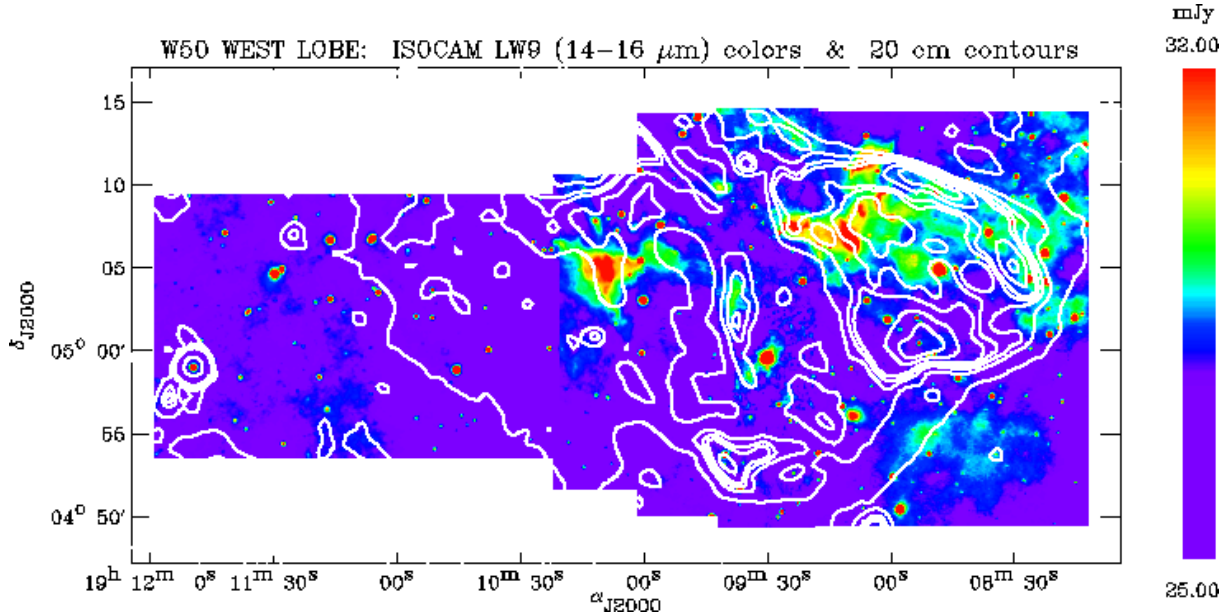 mJy
32.00
W50 WEST LOBE: ISOCAM LW9 (14-16 μm) colors & 20 cm contours
15
10
05
05° 00'
55
04° 50'
δJ2000
19h 12m 0s 11m 30s 00s 10m 30s 00s 09m 30s 00s 08m 30s
αJ2000
25.00